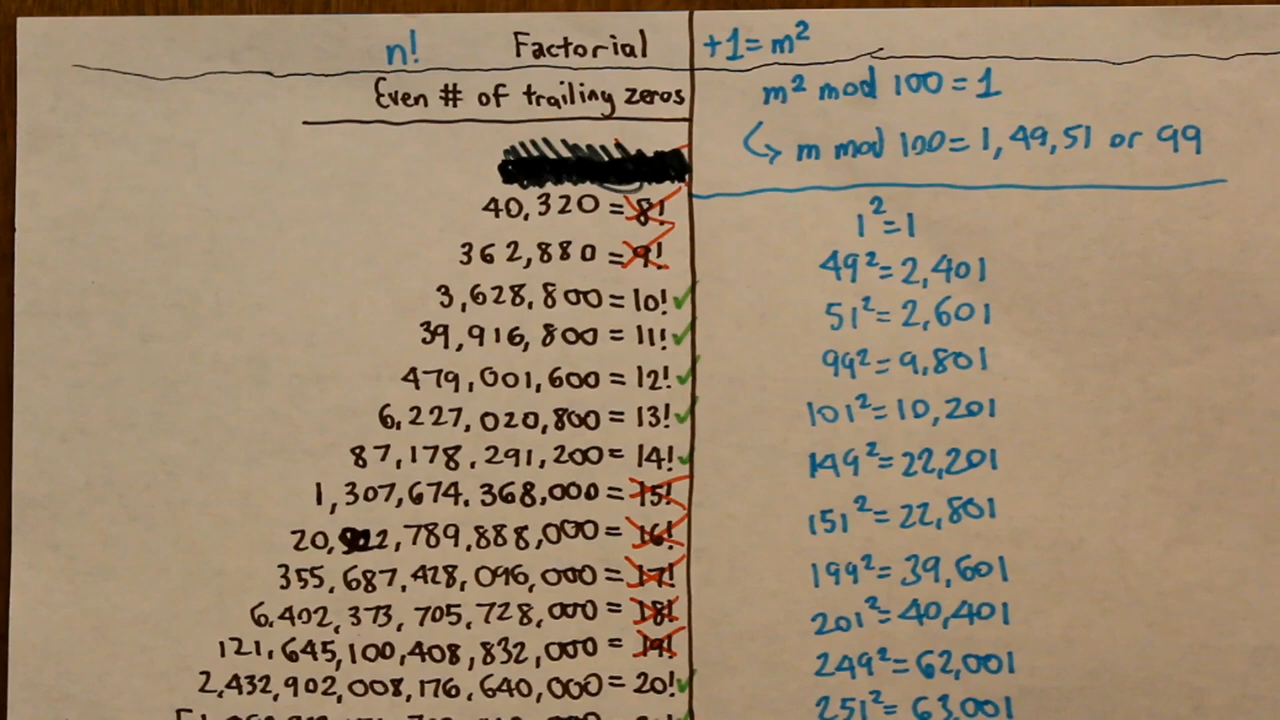 n! Factorial +1=m²
Even # of trailing zeros
m² mod 100 = 1
m mod 100 = 1, 49, 51 or 99
40,320 = 8!
362,880 = 9!
3,628,800 = 10! ✓
39,916,800 = 11! ✓
479,001,600 = 12! ✓
6,227,020,800 = 13! ✓
87,178,291,200 = 14! ✓
1,307,674.368,000 = 15!
20,922,789,888,000 = 16!
355,687,428,096,000 = 17!
6,402,373,705,728,000 = 18!
121,645,100,408,832,000 = 19!
2,432,902,008,176,640,000 = 20! ✓
1² = 1
49² = 2,401
51² = 2,601
99² = 9,801
101² = 10,201
149² = 22,201
151² = 22,801
199² = 39,601
201² = 40,401
249² = 62,001
251² = 63,001